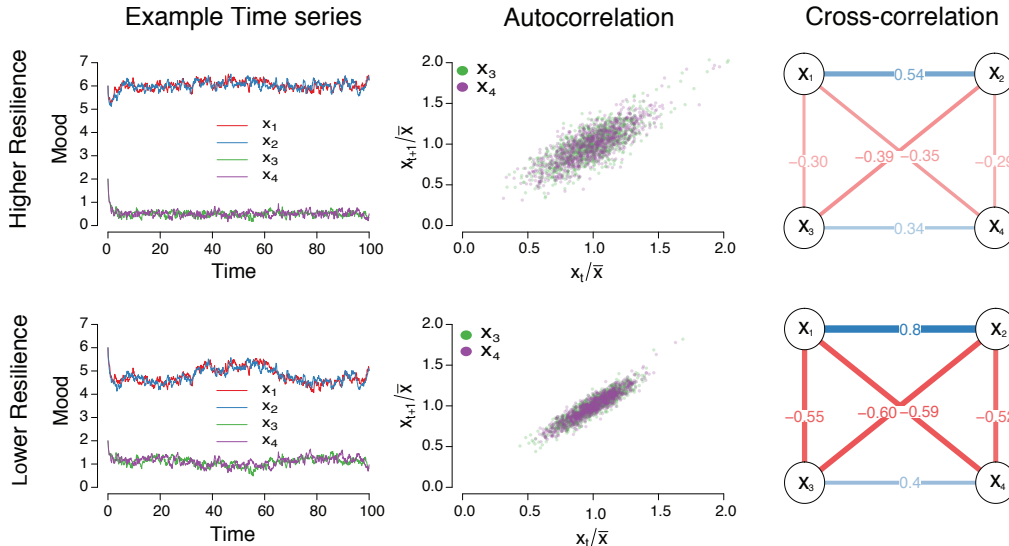 Example Time series
Autocorrelation
Cross-correlation
Higher Resilience
Mood
7
6
5
4
3
2
1
0
x₁
x₂
x₃
x₄
0 20 40 60 80 100
Time
x₃
x₄
xₜ₊₁/x̄
2.0
1.5
1.0
0.5
0.0
0.0 0.5 1.0 1.5 2.0
xₜ/x̄
X₁ 0.54 X₂
−0.30 −0.39 −0.35 −0.29
X₃ 0.34 X₄
Lower Resilience
Mood
7
6
5
4
3
2
1
0
x₁
x₂
x₃
x₄
0 20 40 60 80 100
Time
x₃
x₄
xₜ₊₁/x̄
2.0
1.5
1.0
0.5
0.0
0.0 0.5 1.0 1.5 2.0
xₜ/x̄
X₁ 0.8 X₂
−0.55 −0.60 −0.59 −0.52
X₃ 0.4 X₄